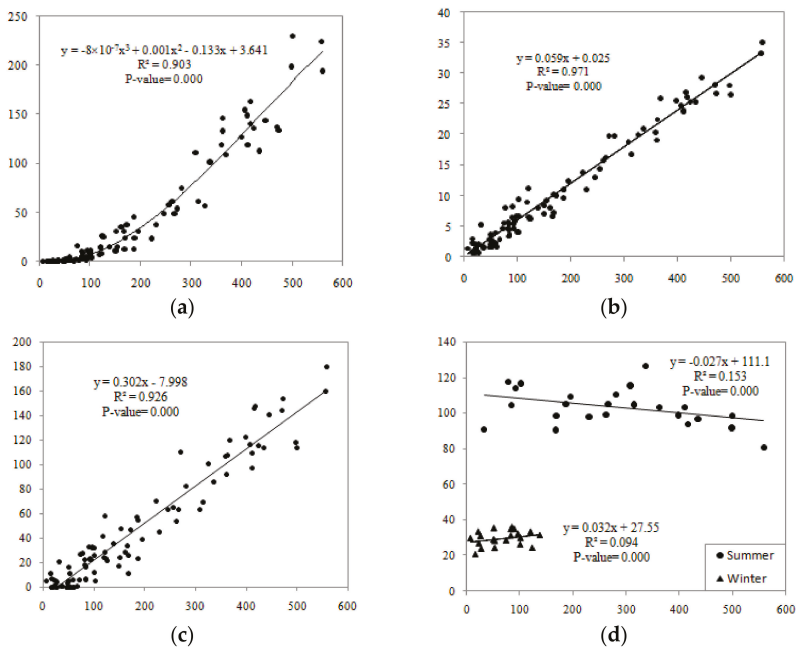 250
200
150
100
50
0
0 100 200 300 400 500 600
y = -8×10⁻⁷x³ + 0.001x² - 0.133x + 3.641
R² = 0.903
P-value= 0.000
(a)
40
35
30
25
20
15
10
5
0
0 100 200 300 400 500 600
y = 0.059x + 0.025
R² = 0.971
P-value = 0.000
(b)
200
180
160
140
120
100
80
60
40
20
0
0 100 200 300 400 500 600
y = 0.302x - 7.998
R² = 0.926
P-value= 0.000
(c)
140
120
100
80
60
40
20
0
0 100 200 300 400 500 600
y = -0.027x + 111.1
R² = 0.153
P-value= 0.000
y = 0.032x + 27.55
R² = 0.094
P-value= 0.000
Summer
Winter
(d)